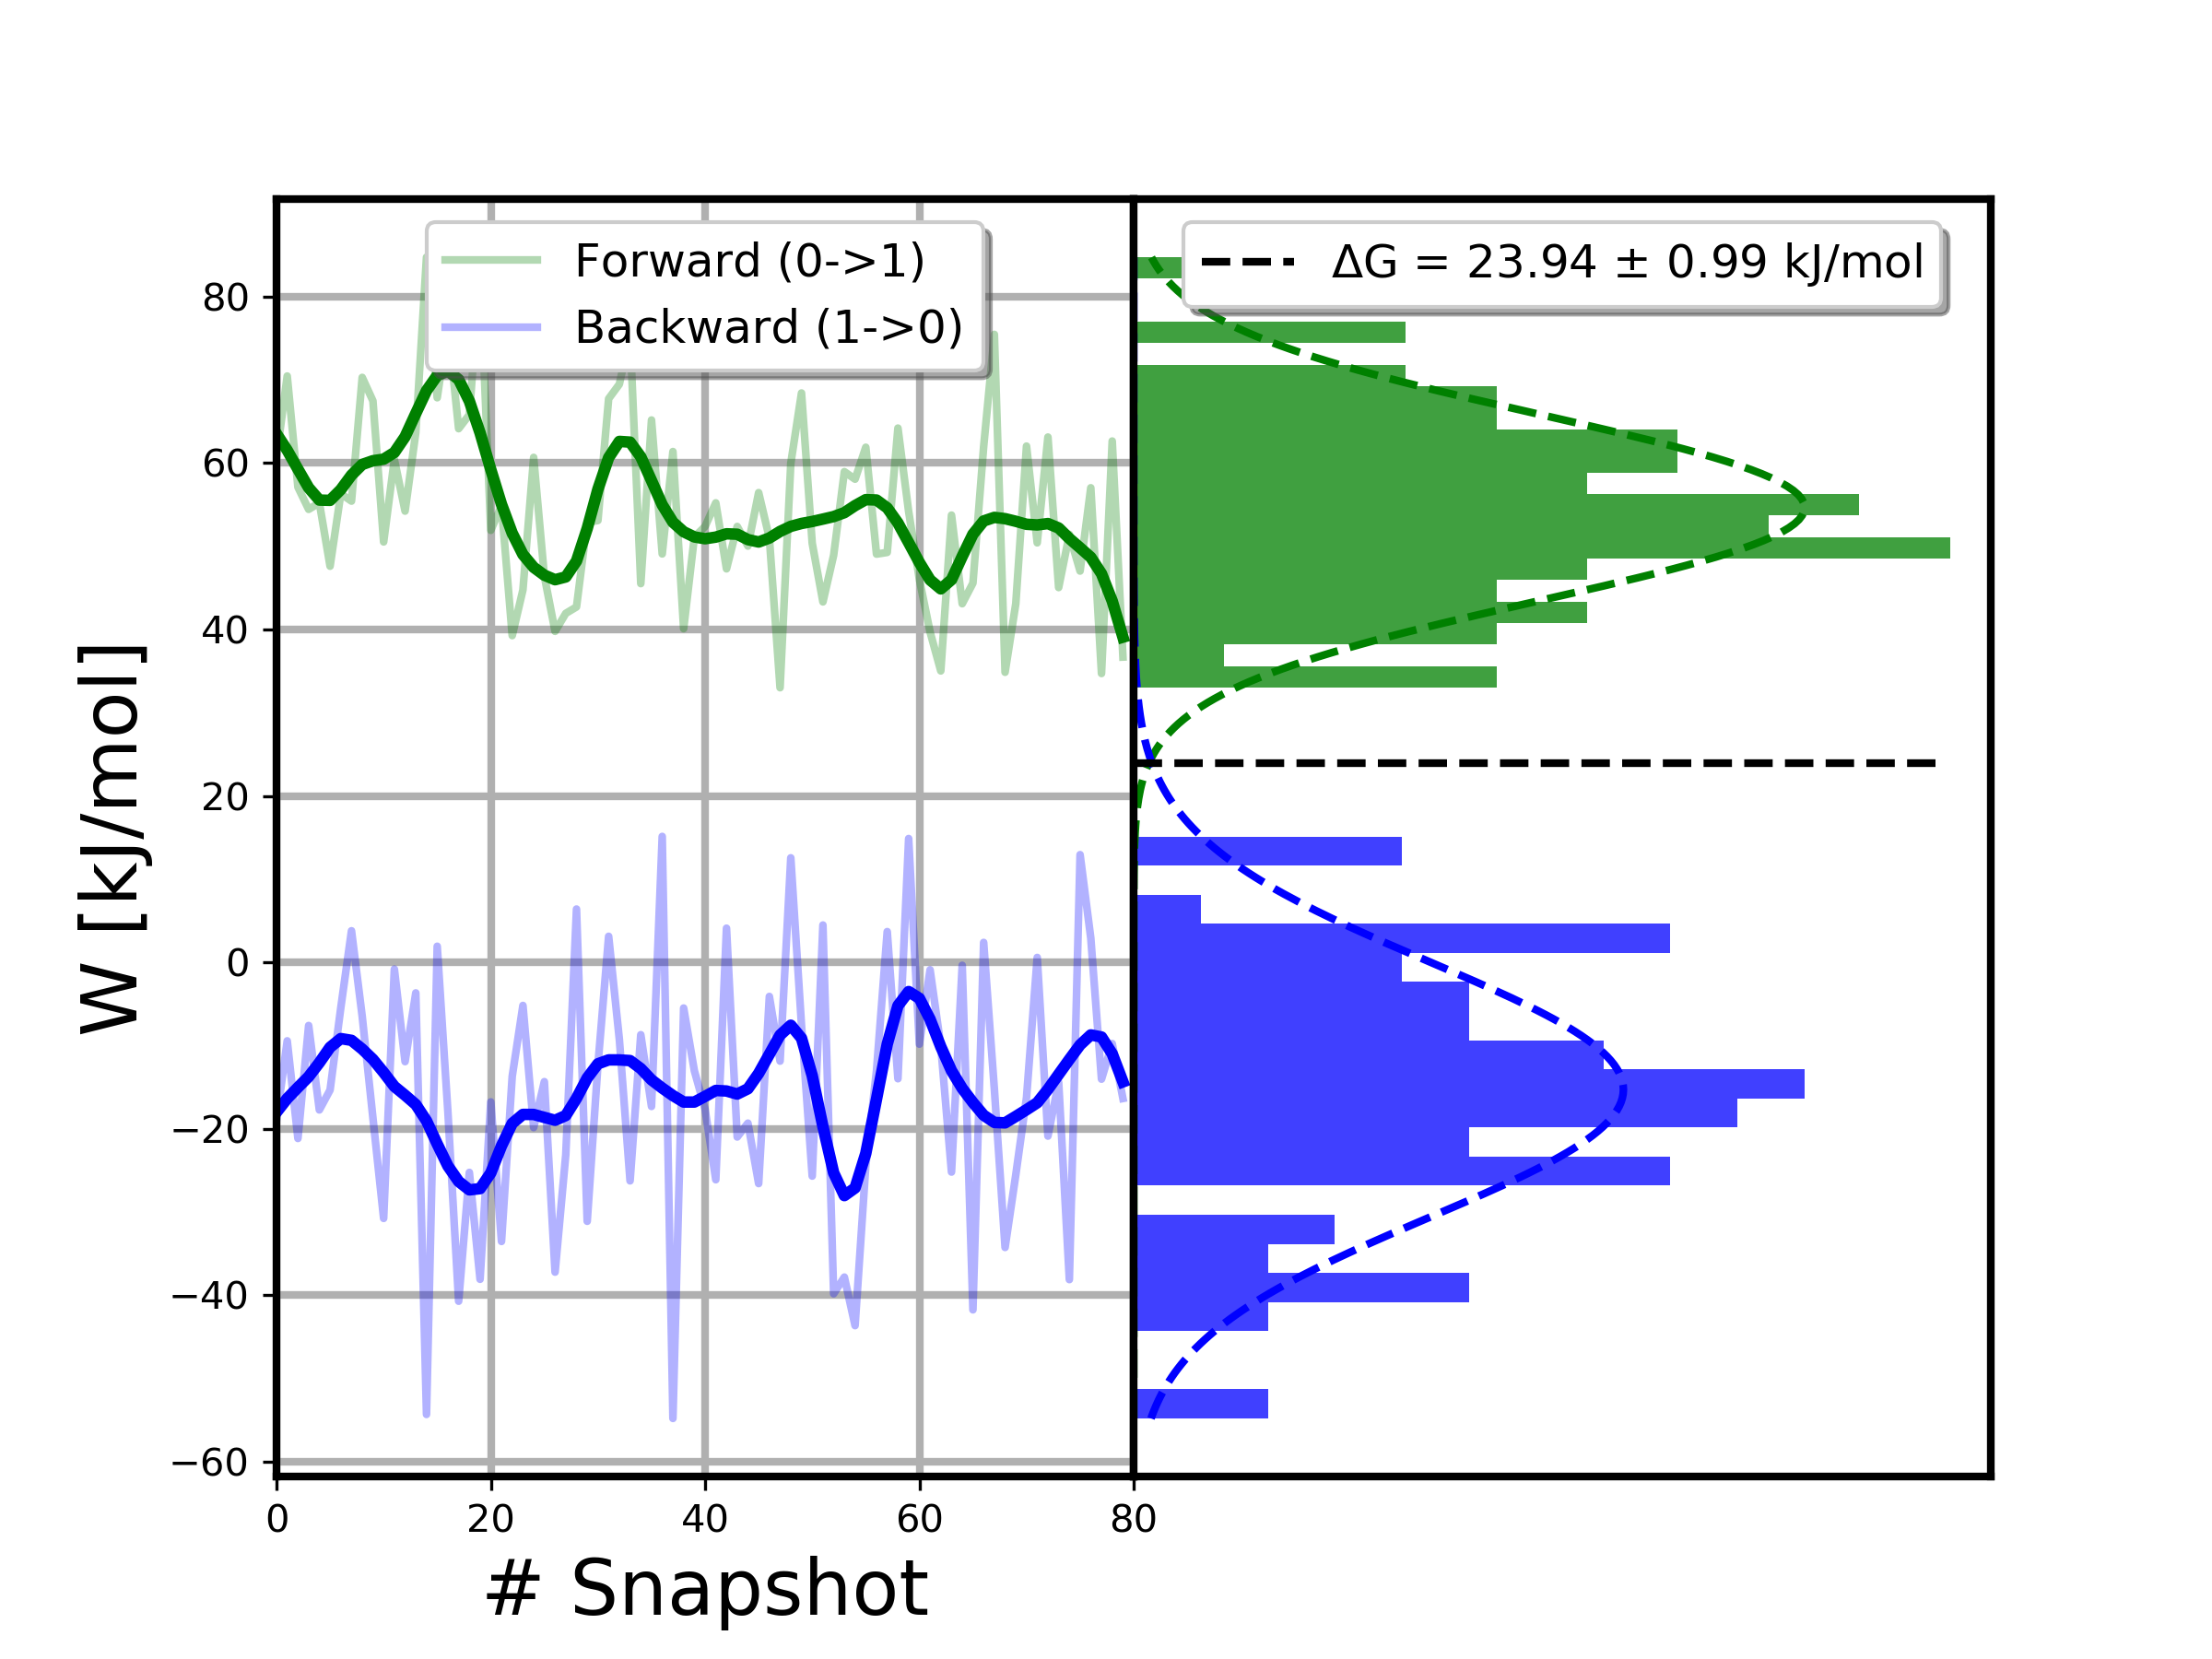 Forward (0->1)
Backward (1->0)
ΔG = 23.94 ± 0.99 kJ/mol
W [kJ/mol]
80
60
40
20
0
−20
−40
−60
0 20 40 60 80
# Snapshot